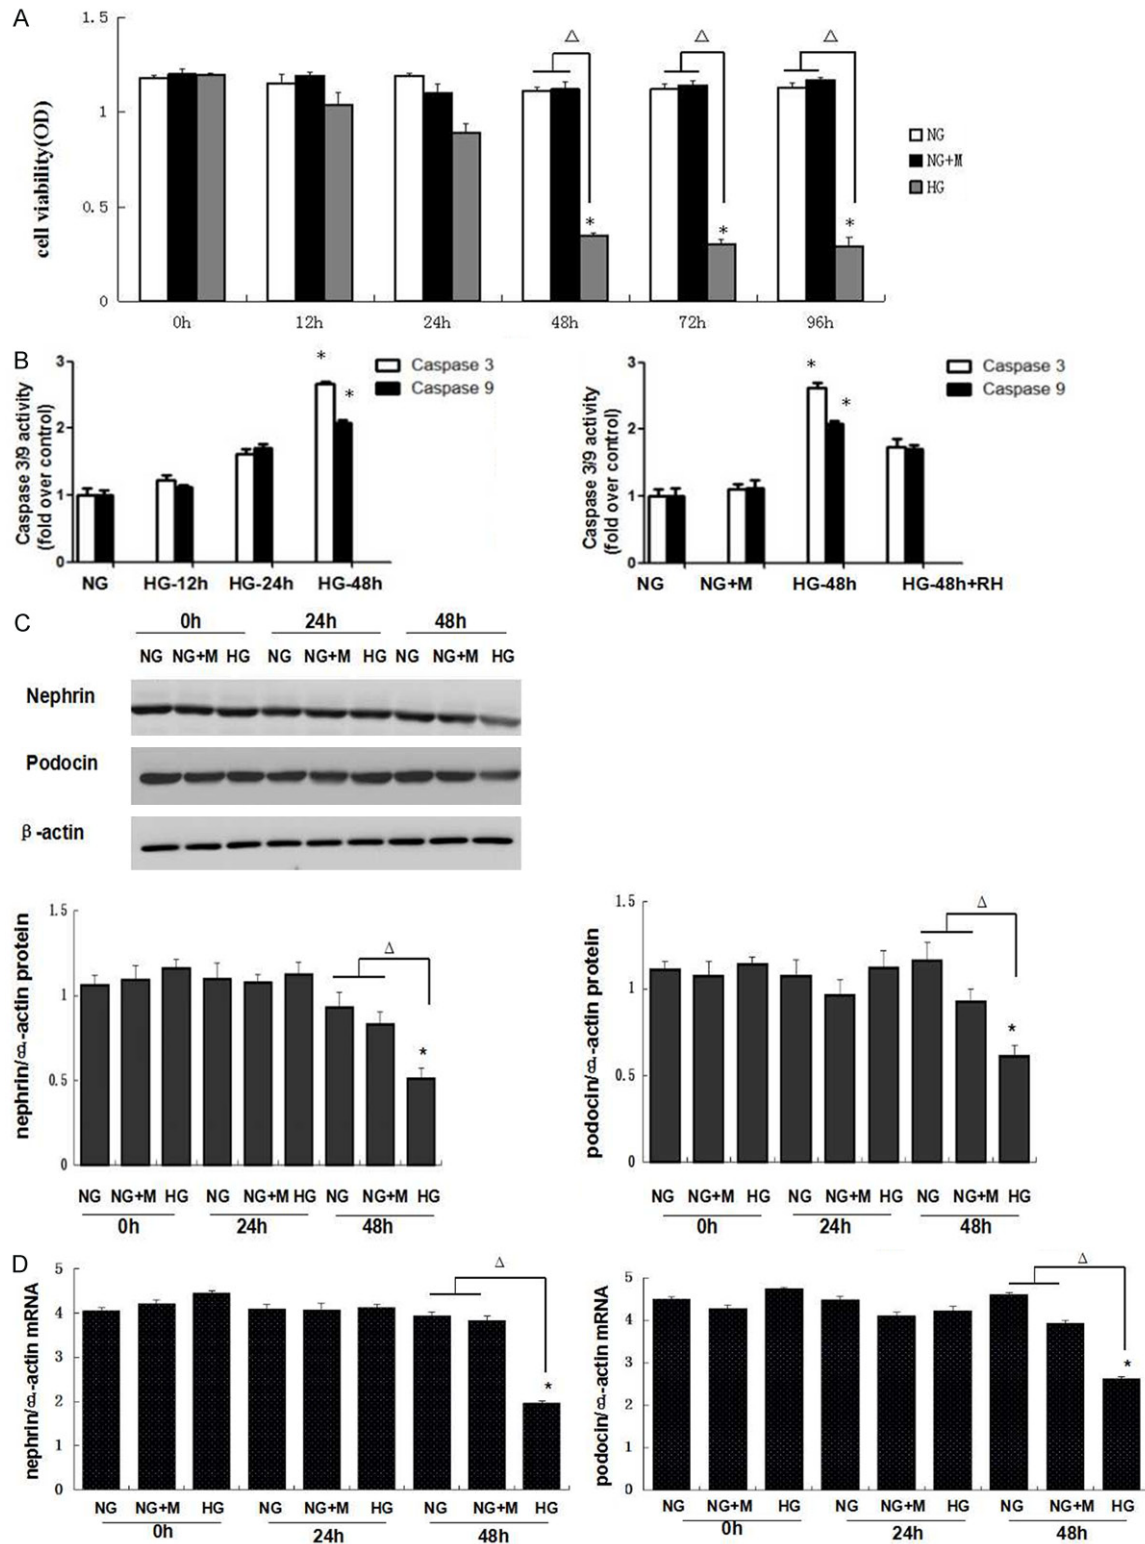 A
1.5
1
0.5
0
cell viability(OD)
△ △ △
* * *
NG
NG+M
HG
0h 12h 24h 48h 72h 96h
B
3
2
1
0
Caspase 3/9 activity
(fold over control)
* *
Caspase 3
Caspase 9
NG HG-12h HG-24h HG-48h
3
2
1
0
Caspase 3/9 activity
(fold over control)
* *
Caspase 3
Caspase 9
NG NG+M HG-48h HG-48h+RH
C
0h 24h 48h
NG NG+M HG NG NG+M HG NG NG+M HG
Nephrin
Podocin
β-actin
1.5
1
0.5
0
nephrin/α-actin protein
Δ
*
NG NG+M HG NG NG+M HG NG NG+M HG
0h 24h 48h
1.5
1
0.5
0
podocin/α-actin protein
Δ
*
NG NG+M HG NG NG+M HG NG NG+M HG
0h 24h 48h
D
5
4
3
2
1
0
nephrin/α-actin mRNA
Δ
*
NG NG+M HG NG NG+M HG NG NG+M HG
0h 24h 48h
5
4
3
2
1
0
podocin/α-actin mRNA
Δ
*
NG NG+M HG NG NG+M HG NG NG+M HG
0h 24h 48h